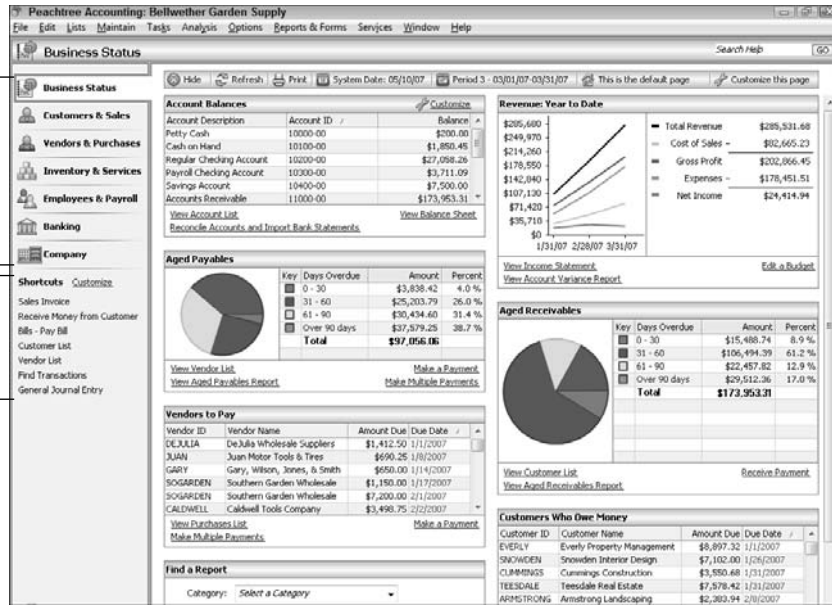 Peachtree Accounting: Bellwether Garden Supply
File Edit Lists Maintain Tasks Analysis Options Reports & Forms Services Window Help
Business Status
Search Help GO
Business Status
Customers & Sales
Vendors & Purchases
Inventory & Services
Employees & Payroll
Banking
Company
Shortcuts Customize
Sales Invoice
Receive Money from Customer
Bills - Pay Bill
Customer List
Vendor List
Find Transactions
General Journal Entry
Hide Refresh Print System Date: 05/10/07 Period 3 - 03/01/07-03/31/07 This is the default page Customize this page
Account Balances Customize
Account Description Account ID / Balance
Petty Cash 10000-00 $200.00
Cash on Hand 10100-00 $1,850.45
Regular Checking Account 10200-00 $27,058.26
Payroll Checking Account 10300-00 $3,711.09
Savings Account 10400-00 $7,500.00
Accounts Receivable 11000-00 $173,953.31
View Account List View Balance Sheet
Reconcile Accounts and Import Bank Statements
Aged Payables
Key Days Overdue Amount Percent
0 - 30 $3,838.42 4.0 %
31 - 60 $25,203.79 26.0 %
61 - 90 $30,434.60 31.4 %
Over 90 days $37,579.25 38.7 %
Total $97,056.06
View Vendor List Make a Payment
View Aged Payables Report Make Multiple Payments
Vendors to Pay
Vendor ID Vendor Name Amount Due Due Date /
DEJULIA DeJulia Wholesale Suppliers $1,412.50 1/1/2007
JUAN Juan Motor Tools & Tires $690.25 1/8/2007
GARY Gary, Wilson, Jones, & Smith $650.00 1/14/2007
SOGARDEN Southern Garden Wholesale $1,150.00 1/17/2007
SOGARDEN Southern Garden Wholesale $7,200.00 2/1/2007
CALDWELL Caldwell Tools Company $3,498.75 2/2/2007
View Purchases List Make a Payment
Make Multiple Payments
Find a Report
Category: Select a Category
Revenue: Year to Date
$285,680
$249,970
$214,260
$178,550
$142,840
$107,130
$71,420
$35,710
$0
1/31/07 2/28/07 3/31/07
Total Revenue $285,531.68
Cost of Sales - $82,665.23
Gross Profit $202,866.45
Expenses - $178,451.51
Net Income $24,414.94
View Income Statement Edit a Budget
View Account Variance Report
Aged Receivables
Key Days Overdue Amount Percent
0 - 30 $15,488.74 8.9 %
31 - 60 $106,494.39 61.2 %
61 - 90 $22,457.82 12.9 %
Over 90 days $29,512.36 17.0 %
Total $173,953.31
View Customer List Receive Payment
View Aged Receivables Report
Customers Who Owe Money
Customer ID Customer Name Amount Due Due Date /
EVERLY Everly Property Management $8,897.32 1/1/2007
SNOWDEN Snowden Interior Design $7,102.00 1/26/2007
CUMMINGS Cummings Construction $3,550.68 1/31/2007
TEESDALE Teesdale Real Estate $7,578.42 1/31/2007
ARMSTRONG Armstrong Landscaping $2,383.94 2/8/2007